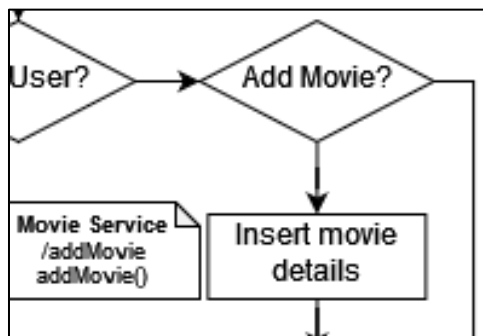 User?
Add Movie?
Movie Service
/addMovie
addMovie()
Insert movie
details